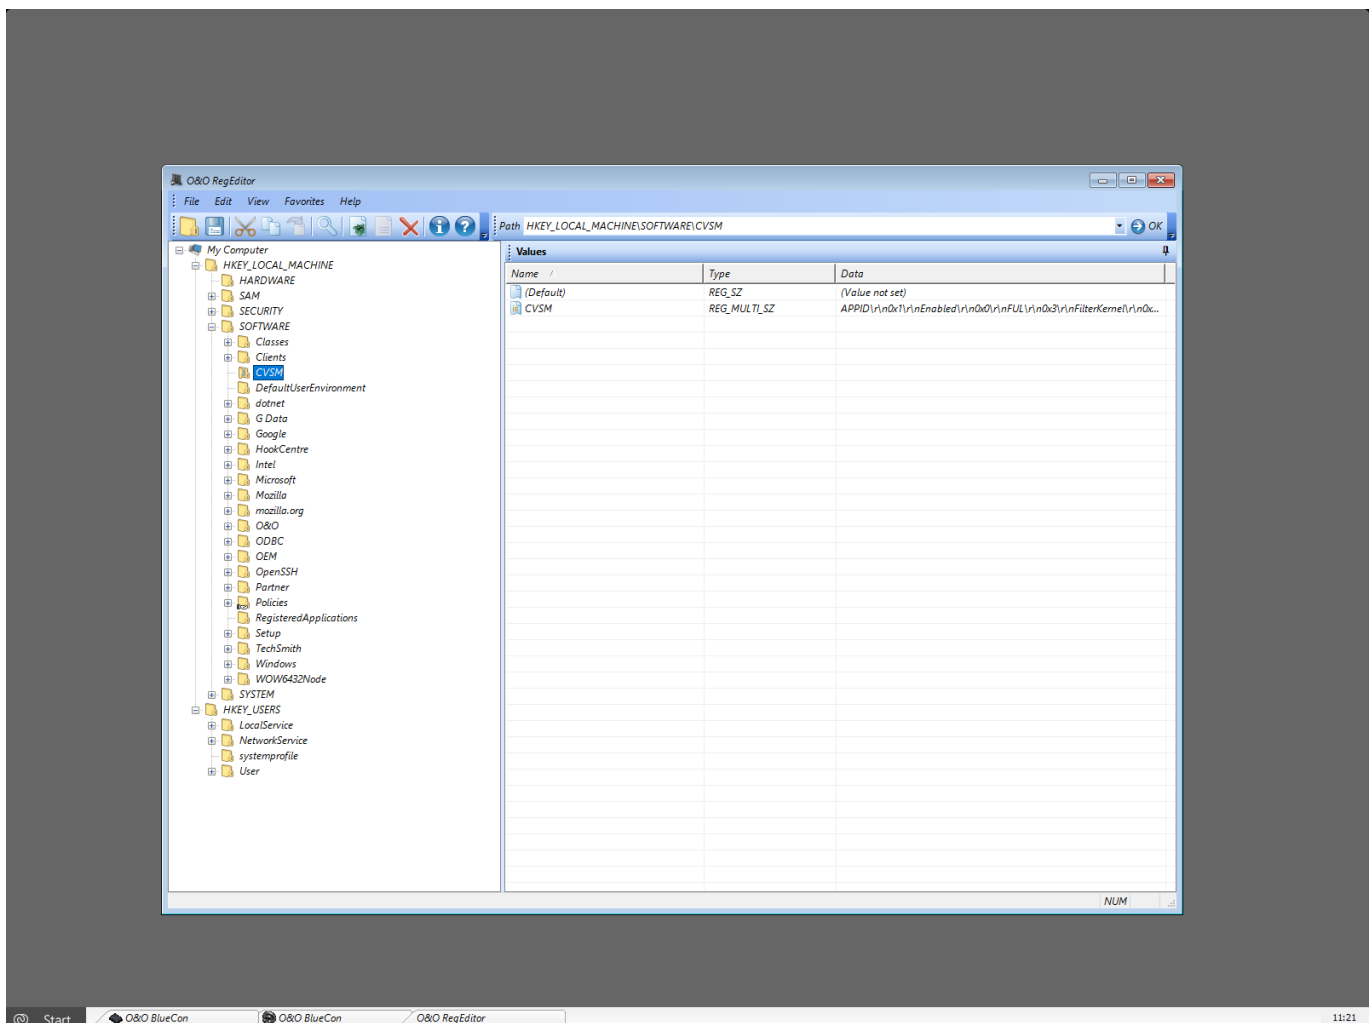 O&O RegEditor
File Edit View Favorites Help
Path HKEY_LOCAL_MACHINE\SOFTWARE\CVSM OK
My Computer
HKEY_LOCAL_MACHINE
HARDWARE
SAM
SECURITY
SOFTWARE
Classes
Clients
CVSM
DefaultUserEnvironment
dotnet
G Data
Google
HookCentre
Intel
Microsoft
Mozilla
mozilla.org
O&O
ODBC
OEM
OpenSSH
Partner
Policies
RegisteredApplications
Setup
TechSmith
Windows
WOW6432Node
SYSTEM
HKEY_USERS
LocalService
NetworkService
systemprofile
User
Values
Name Type Data
(Default) REG_SZ (Value not set)
CVSM REG_MULTI_SZ APPID\r\n0x1\r\nEnabled\r\n0x0\r\nFUL\r\n0x3\r\nFilterKernel\r\n0x...
NUM
Start O&O BlueCon O&O BlueCon O&O RegEditor 11:21